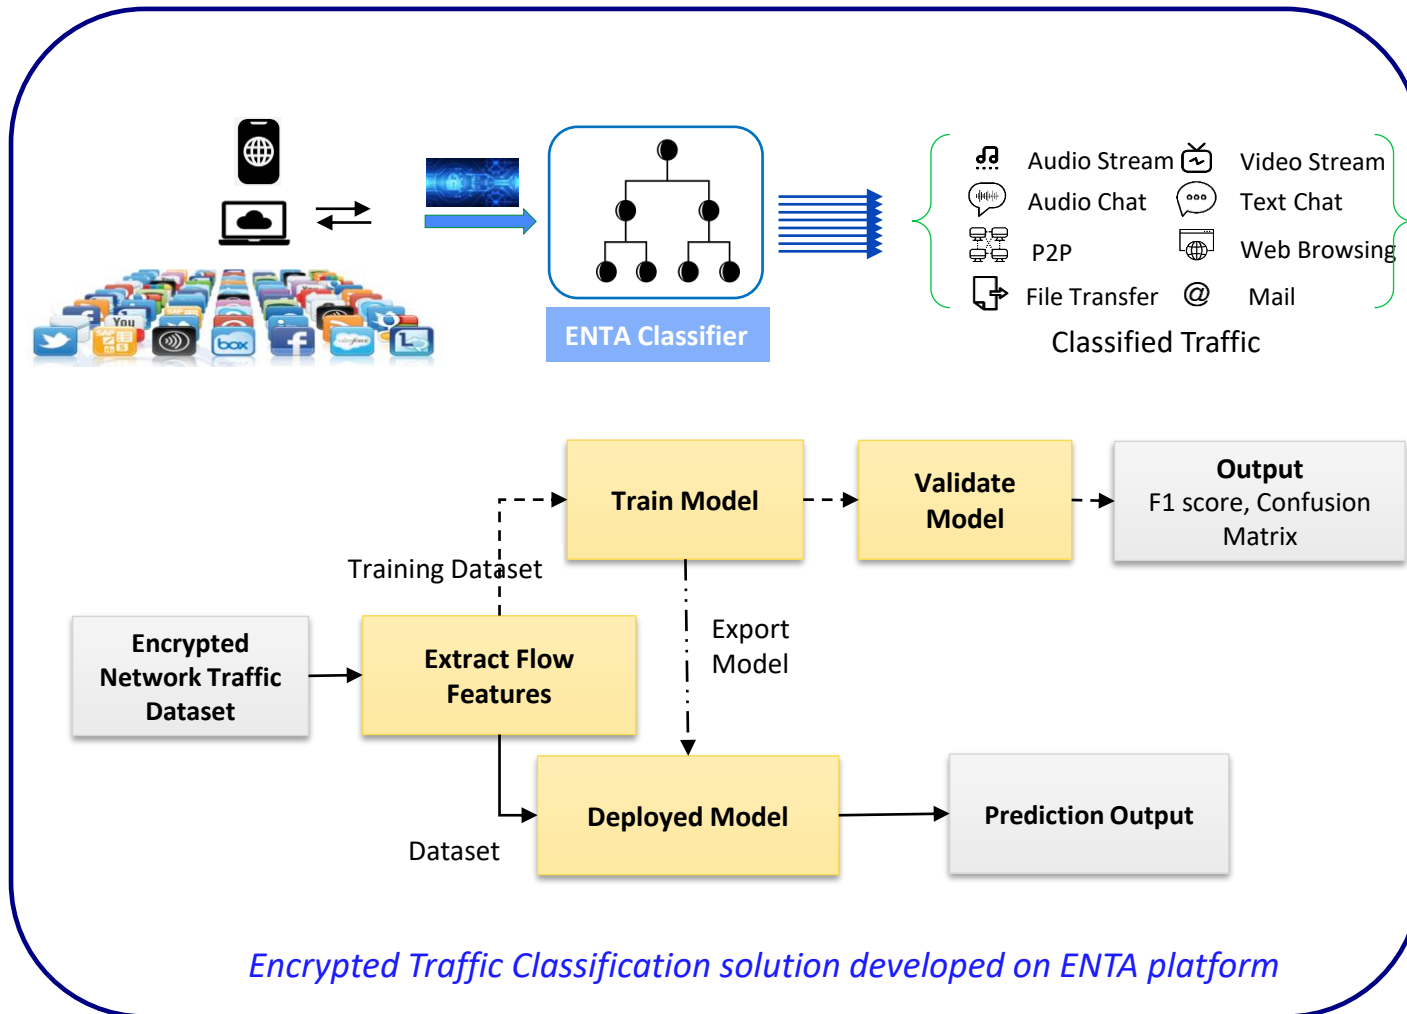 Audio Stream
Video Stream
Audio Chat
Text Chat
P2P
Web Browsing
File Transfer
@
Mail
You
box
ENTA Classifier
Classified Traffic
Train Model
Validate
Model
Output
F1 score, Confusion
Matrix
Training Dataset
Encrypted
Network Traffic
Dataset
Extract Flow
Features
Export
Model
Deployed Model
Prediction Output
Dataset
Encrypted Traffic Classification solution developed on ENTA platform